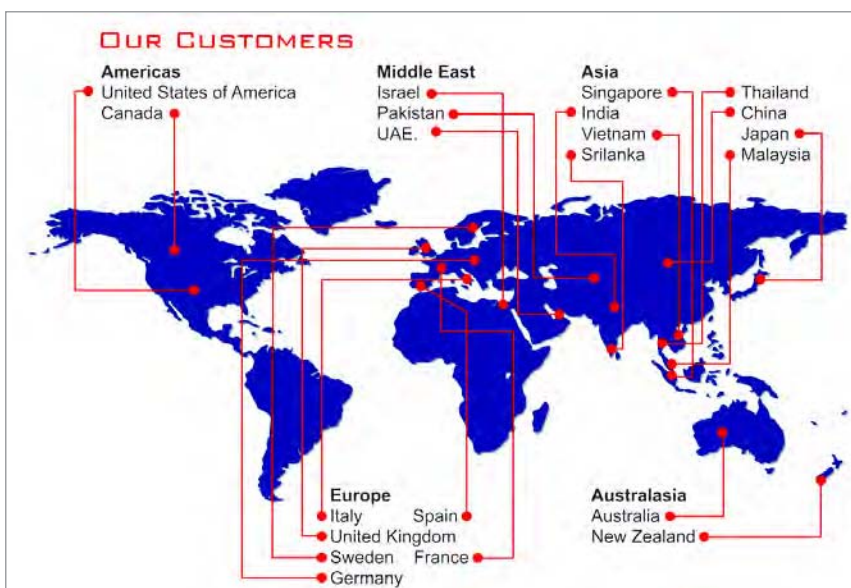 OUR CUSTOMERS
Americas
United States of America
Canada
Middle East
Israel
Pakistan
UAE.
Asia
Singapore
India
Vietnam
Srilanka
Thailand
China
Japan
Malaysia
Europe
Italy
Spain
United Kingdom
Sweden
France
Germany
Australasia
Australia
New Zealand